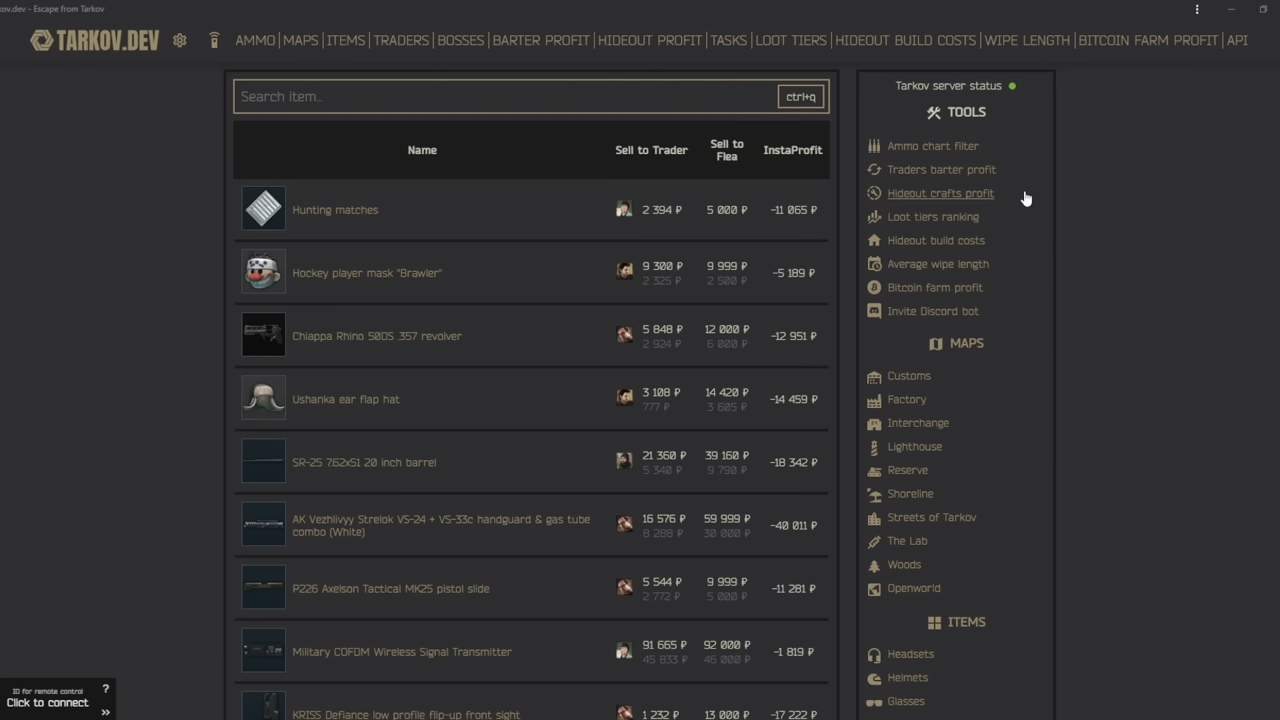 ov.dev - Escape from Tarkov
TARKOV.DEV
AMMO | MAPS | ITEMS | TRADERS | BOSSES | BARTER PROFIT | HIDEOUT PROFIT | TASKS | LOOT TIERS | HIDEOUT BUILD COSTS | WIPE LENGTH | BITCOIN FARM PROFIT | API
Search item..
ctrl+q
Name
Sell to Trader
Sell to
Flea
InstaProfit
Hunting matches
2 394 ₽
5 000 ₽
-11 065 ₽
Hockey player mask "Brawler"
9 300 ₽
2 325 ₽
9 999 ₽
2 500 ₽
-5 189 ₽
Chiappa Rhino 50DS .357 revolver
5 848 ₽
2 924 ₽
12 000 ₽
6 000 ₽
-12 951 ₽
Ushanka ear flap hat
3 108 ₽
777 ₽
14 420 ₽
3 605 ₽
-14 459 ₽
SR-25 7.62x51 20 inch barrel
21 360 ₽
5 340 ₽
39 160 ₽
9 790 ₽
-18 342 ₽
AK Vezhlivyy Strelok VS-24 + VS-33c handguard & gas tube
combo (White)
16 576 ₽
8 288 ₽
59 999 ₽
30 000 ₽
-40 011 ₽
P226 Axelson Tactical MK25 pistol slide
5 544 ₽
2 772 ₽
9 999 ₽
5 000 ₽
-11 281 ₽
Military COFDM Wireless Signal Transmitter
91 665 ₽
45 833 ₽
92 000 ₽
46 000 ₽
-1 819 ₽
KRISS Defiance low profile flip-up front sight
1 232 ₽
13 000 ₽
-17 222 ₽
Tarkov server status
TOOLS
Ammo chart filter
Traders barter profit
Hideout crafts profit
Loot tiers ranking
Hideout build costs
Average wipe length
Bitcoin farm profit
Invite Discord bot
MAPS
Customs
Factory
Interchange
Lighthouse
Reserve
Shoreline
Streets of Tarkov
The Lab
Woods
Openworld
ITEMS
Headsets
Helmets
Glasses
ID for remote control
?
Click to connect
»